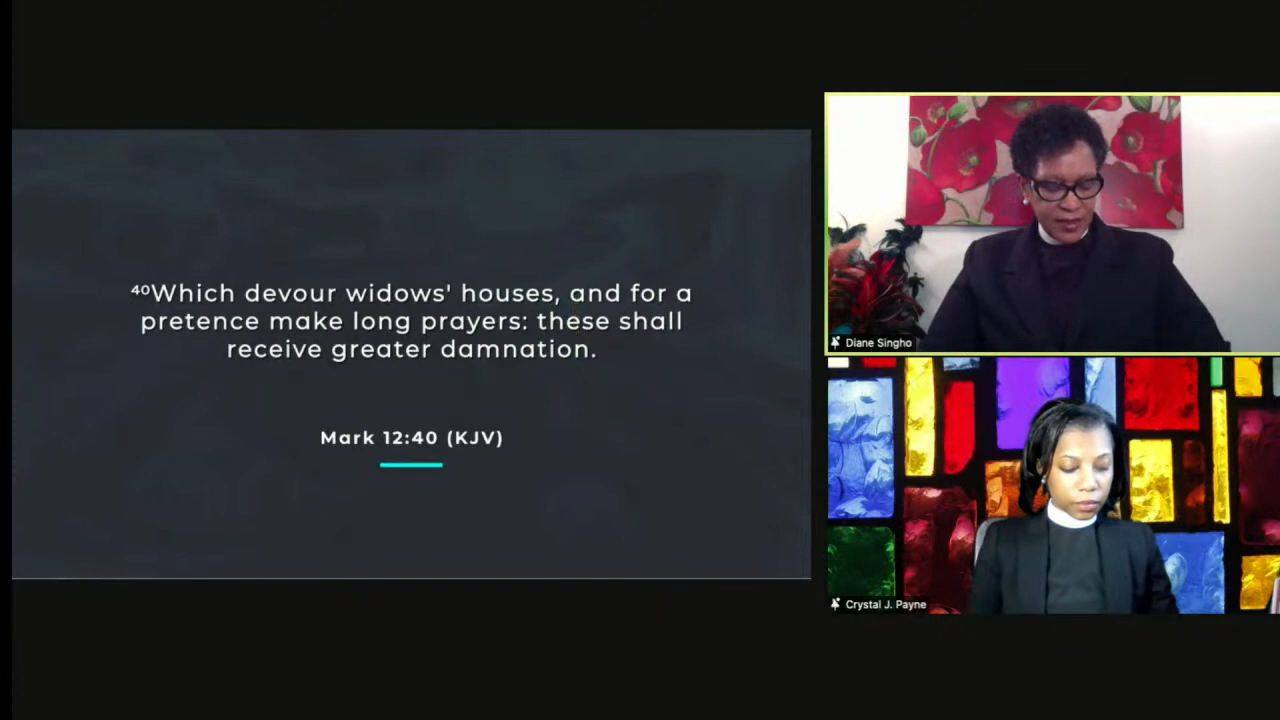 ⁴⁰Which devour widows' houses, and for a
pretence make long prayers: these shall
receive greater damnation.
Mark 12:40 (KJV)
Diane Singho
Crystal J. Payne